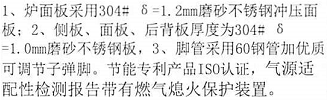 1、炉面板采用304# δ=1.2mm磨砂不锈钢冲压面
板；2、侧板、面板、后背板厚度为304# δ
=1.0mm磨砂不锈钢板，3、脚管采用60钢管加优质
可调节子弹脚。节能专利产品ISO认证，气源适
配性检测报告带有燃气熄火保护装置。